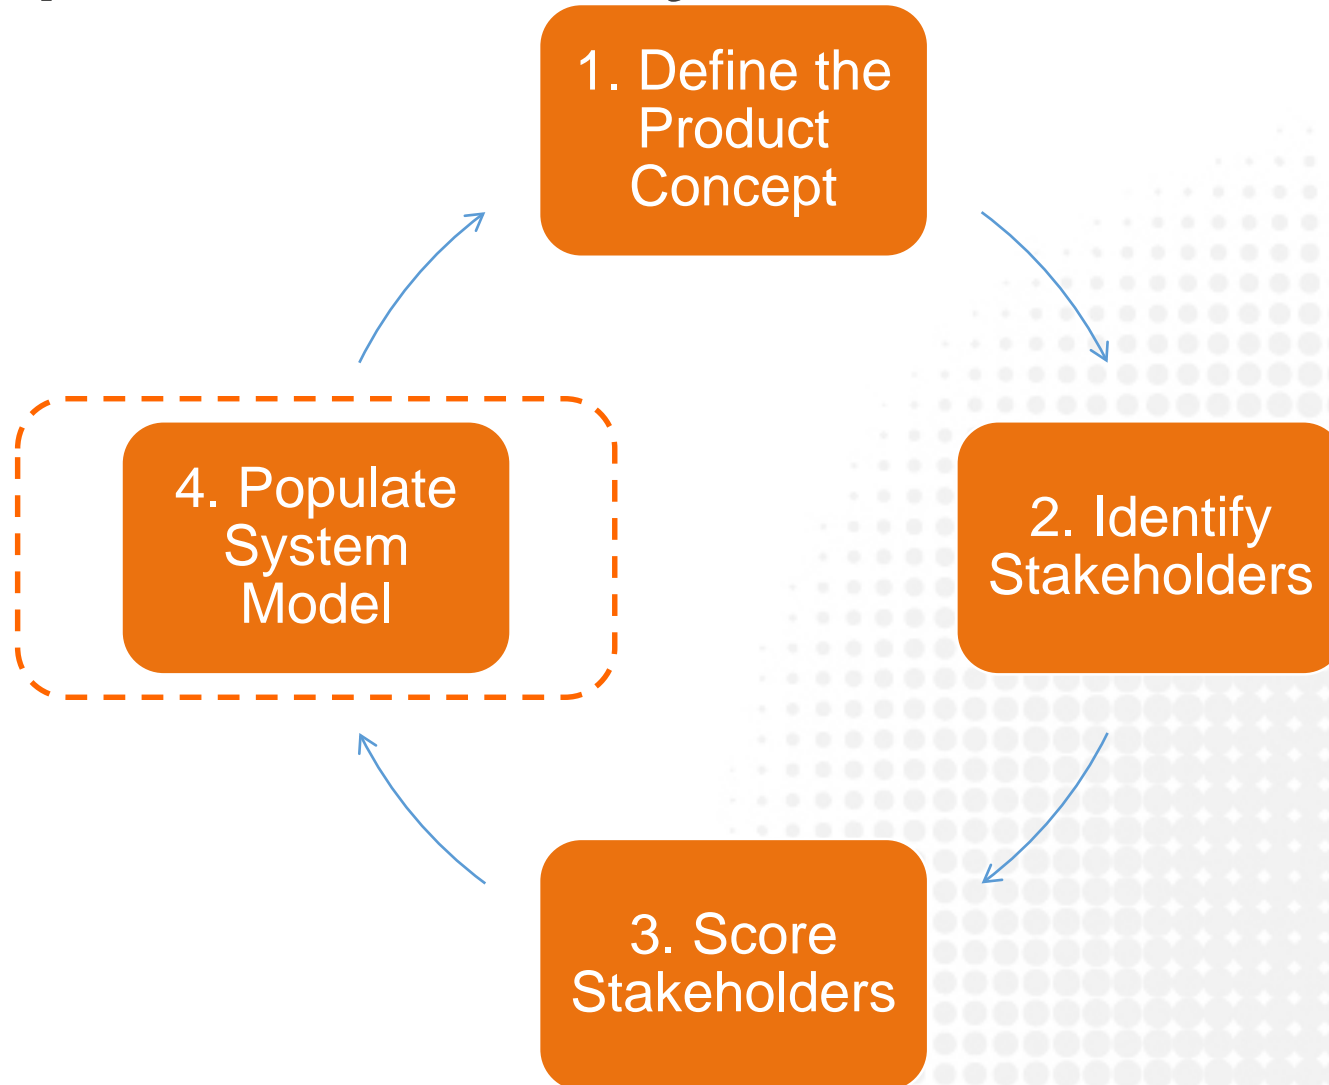 1. Define the
Product
Concept
2. Identify
Stakeholders
3. Score
Stakeholders
4. Populate
System
Model